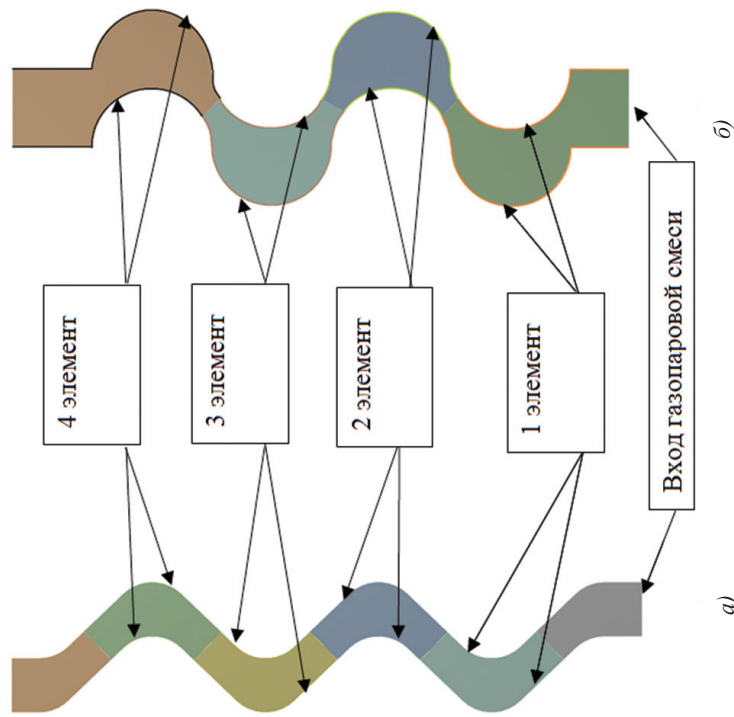 4 элемент
3 элемент
2 элемент
1 элемент
Вход газопаровой смеси
а)
б)